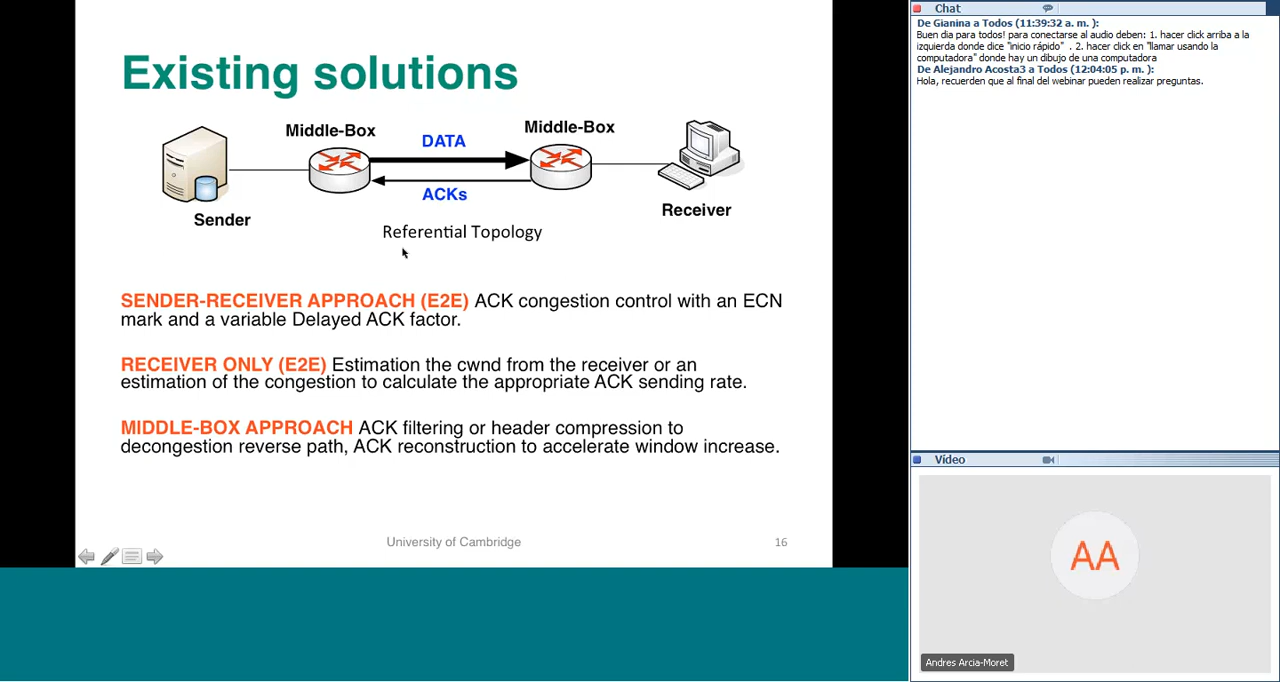 Existing solutions
Middle-Box
Middle-Box
DATA
ACKs
Sender
Receiver
Referential Topology
SENDER-RECEIVER APPROACH (E2E) ACK congestion control with an ECN
mark and a variable Delayed ACK factor.
RECEIVER ONLY (E2E) Estimation the cwnd from the receiver or an
estimation of the congestion to calculate the appropriate ACK sending rate.
MIDDLE-BOX APPROACH ACK filtering or header compression to
decongestion reverse path, ACK reconstruction to accelerate window increase.
University of Cambridge
16
Chat
De Gianina a Todos (11:39:32 a. m. ):
Buen dia para todos! para conectarse al audio deben: 1. hacer click arriba a la
izquierda donde dice "inicio rápido" . 2. hacer click en "llamar usando la
computadora" donde hay un dibujo de una computadora
De Alejandro Acosta3 a Todos (12:04:05 p. m. ):
Hola, recuerden que al final del webinar pueden realizar preguntas.
Vídeo
AA
Andres Arcia-Moret